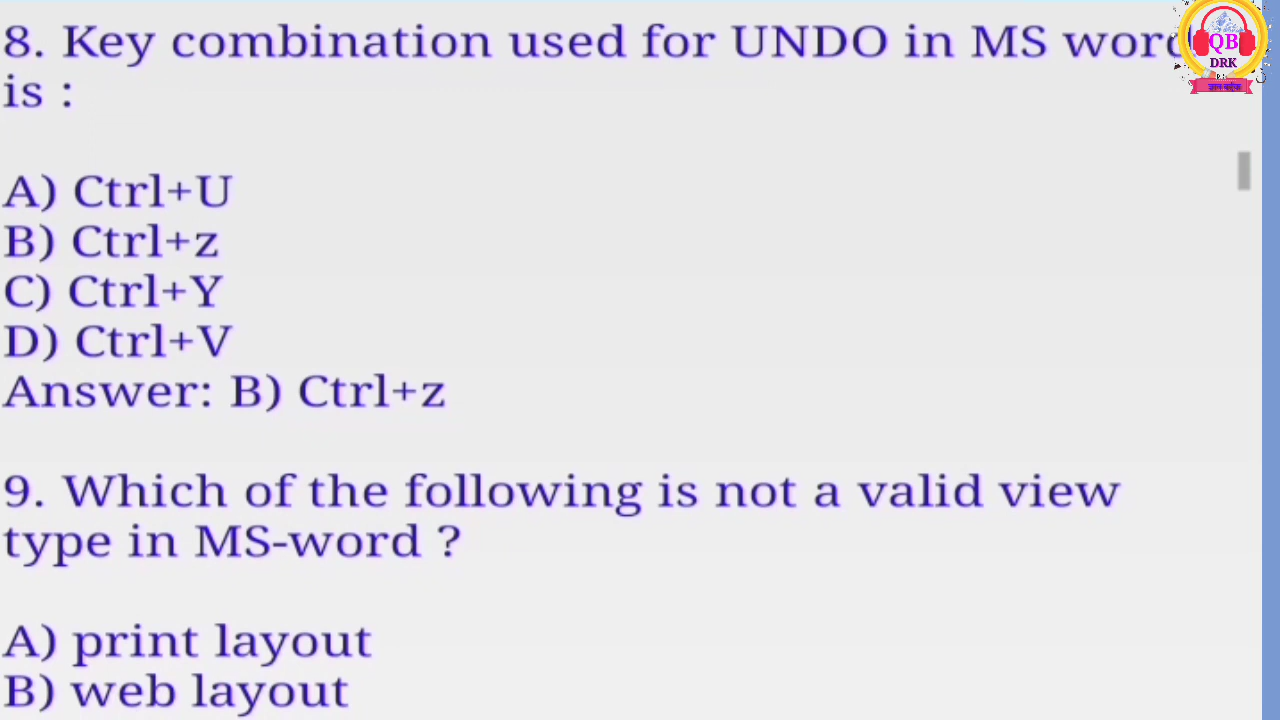 8. Key combination used for UNDO in MS word
is :
A) Ctrl+U
B) Ctrl+z
C) Ctrl+Y
D) Ctrl+V
Answer: B) Ctrl+z
9. Which of the following is not a valid view
type in MS-word ?
A) print layout
B) web layout
QB
DRK